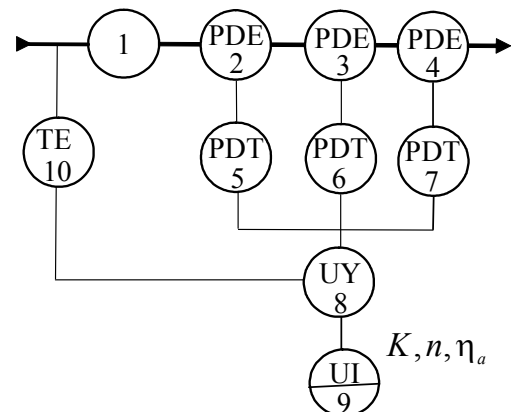 1
PDE
2
PDE
3
PDE
4
TE
10
PDT
5
PDT
6
PDT
7
UY
8
K, n, ηₐ
UI
9